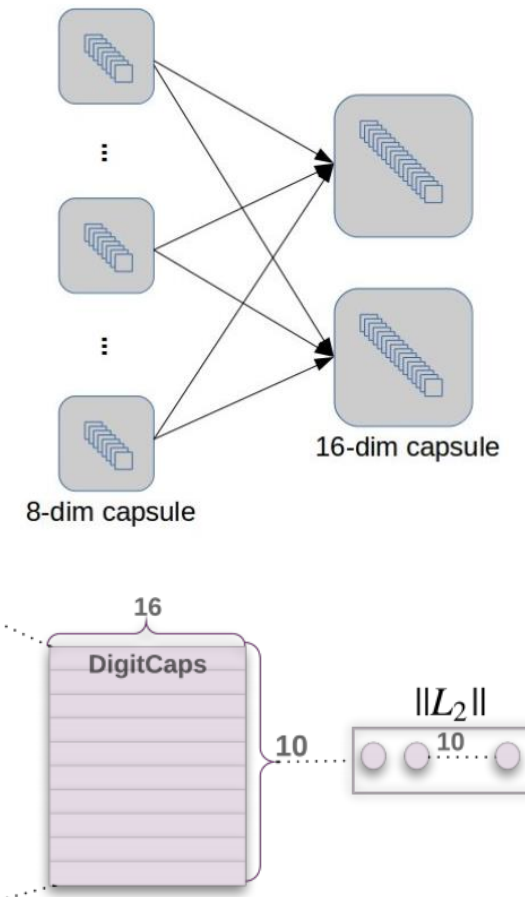 ...
...
16-dim capsule
8-dim capsule
16
DigitCaps
||L₂||
10
10